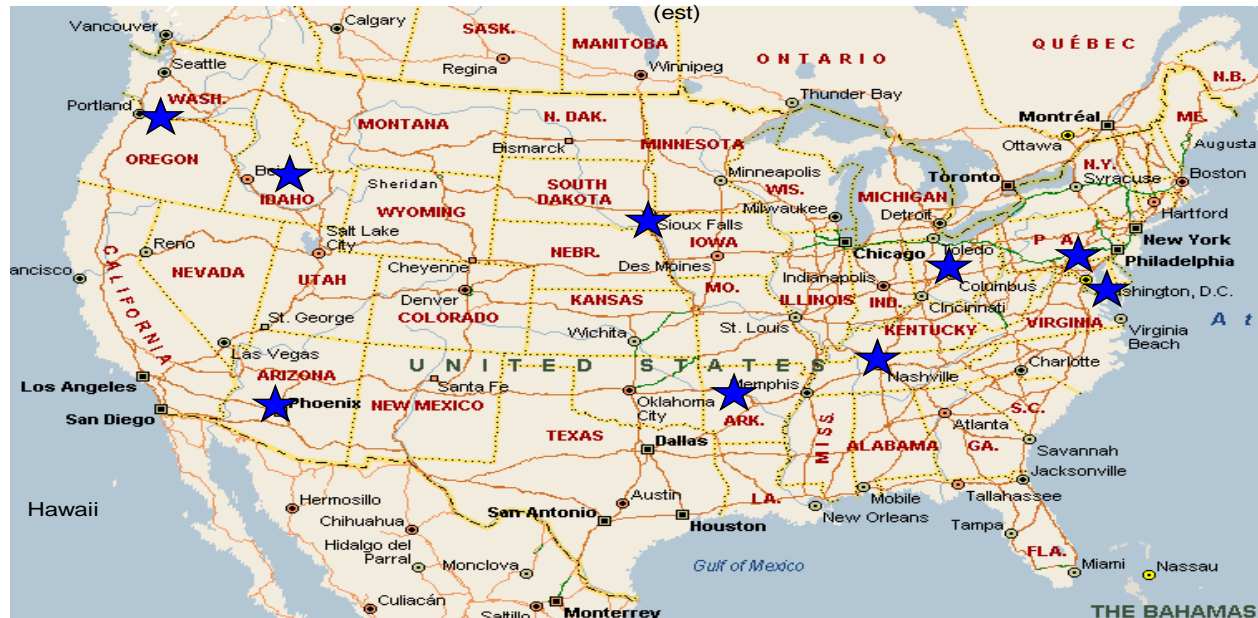 (est)
Vancouver
Calgary
SASK.
MANITOBA
ONTARIO
QUÉBEC
Seattle
Regina
Winnipeg
N.B.
Thunder Bay
Portland
WASH.
MONTANA
N. DAK.
Montréal
ME.
Bismarck
MINNESOTA
Ottawa
Augusta
OREGON
N.Y.
Toronto
Syracuse
Boston
Sheridan
SOUTH
DAKOTA
Minneapolis
WIS.
MICHIGAN
IDAHO
WYOMING
Milwaukee
Detroit
Hartford
Reno
Salt Lake
City
Sioux Falls
IOWA
Chicago
Toledo
P A.
New York
Philadelphia
ancisco
NEVADA
UTAH
Cheyenne
NEBR.
Des Moines
Indianapolis
Columbus
CALIFORNIA
Denver
COLORADO
KANSAS
MO.
ILLINOIS
IND.
Cincinnati
ashington, D.C.
St. George
Wichita
St. Louis
KENTUCKY
VIRGINIA
Virginia
Beach
A t
Las Vegas
UNITED STATES
Charlotte
Los Angeles
ARIZONA
Santa Fe
Oklahoma
City
Memphis
Nashville
San Diego
Phoenix
NEW MEXICO
ARK.
S.C.
Atlanta
TEXAS
Dallas
MISS.
ALABAMA
GA.
Savannah
Jacksonville
Hawaii
Hermosillo
Austin
LA.
Mobile
Tallahassee
Chihuahua
San Antonio
Houston
New Orleans
Tampa
Hidalgo del
Parral
Monclova
Gulf of Mexico
FLA.
Miami
Nassau
Culiacán
Saltillo
Monterrey
THE BAHAMAS